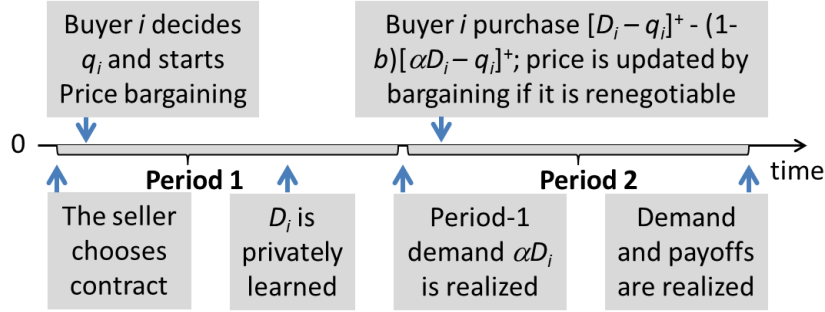 Buyer i decides
q_i and starts
Price bargaining
Buyer i purchase [D_i – q_i]^+ - (1-
b)[αD_i – q_i]^+; price is updated by
bargaining if it is renegotiable
0
Period 1
Period 2
time
The seller
chooses
contract
D_i is
privately
learned
Period-1
demand αD_i
is realized
Demand
and payoffs
are realized